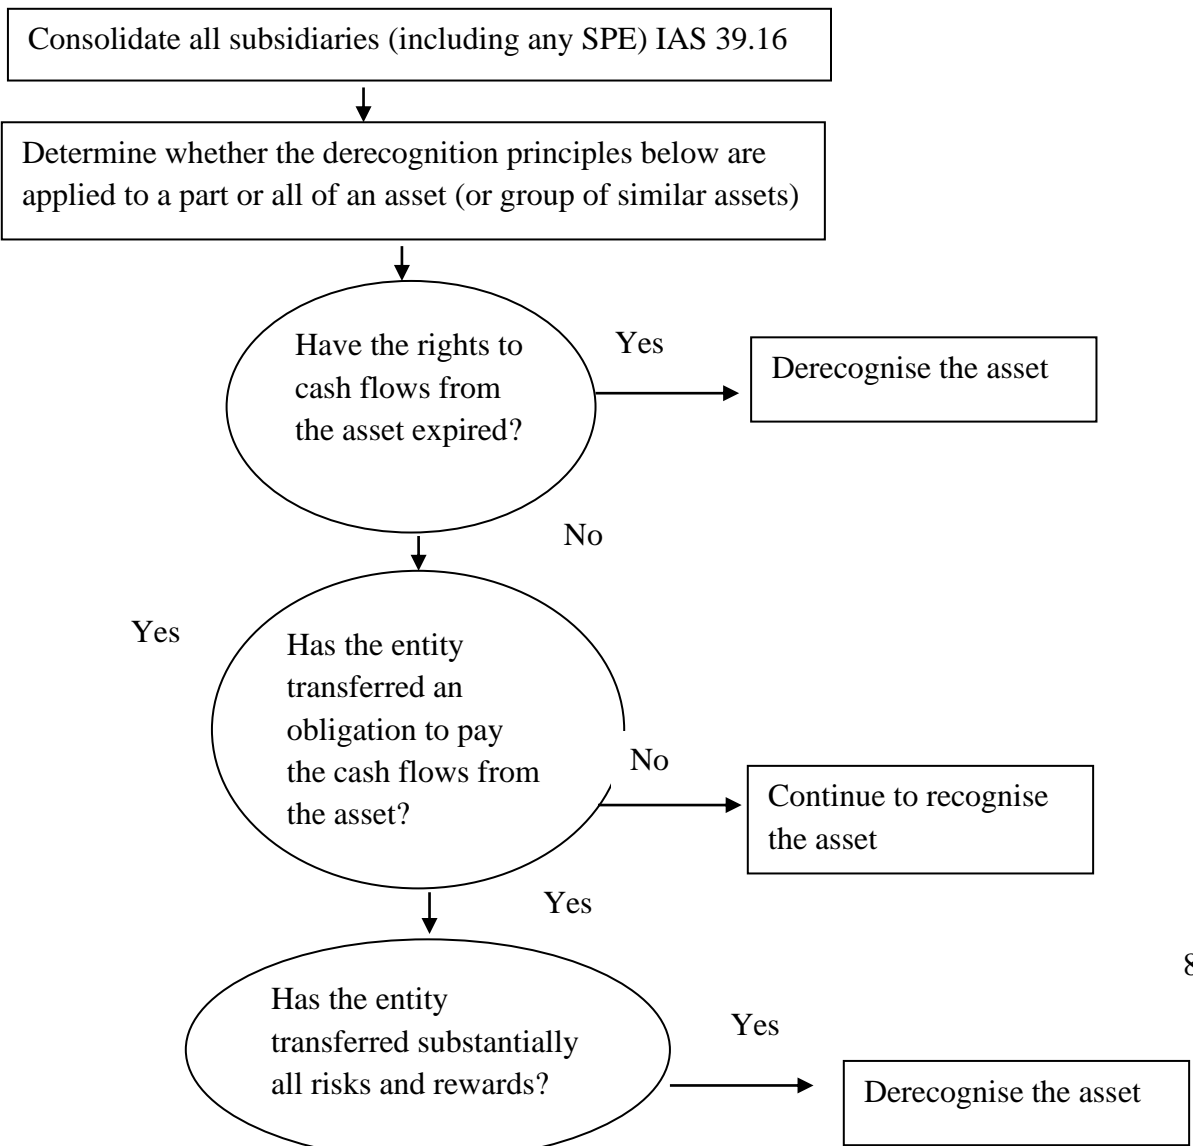 Consolidate all subsidiaries (including any SPE) IAS 39.16
Determine whether the derecognition principles below are
applied to a part or all of an asset (or group of similar assets)
Have the rights to
cash flows from
the asset expired?
Yes
Derecognise the asset
No
Yes
Has the entity
transferred an
obligation to pay
the cash flows from
the asset?
No
Continue to recognise
the asset
Yes
8
Has the entity
transferred substantially
all risks and rewards?
Yes
Derecognise the asset